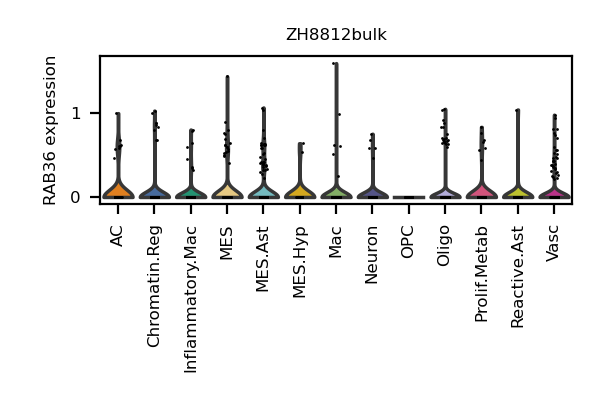 ZH8812bulk
RAB36 expression
1
0
AC
Chromatin.Reg
Inflammatory.Mac
MES
MES.Ast
MES.Hyp
Mac
Neuron
OPC
Oligo
Prolif.Metab
Reactive.Ast
Vasc